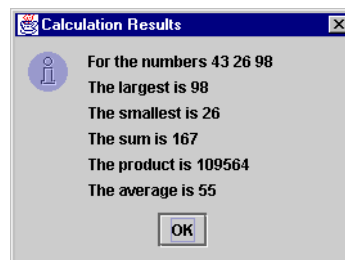 Calculation Results
For the numbers 43 26 98
The largest is 98
The smallest is 26
The sum is 167
The product is 109564
The average is 55
OK